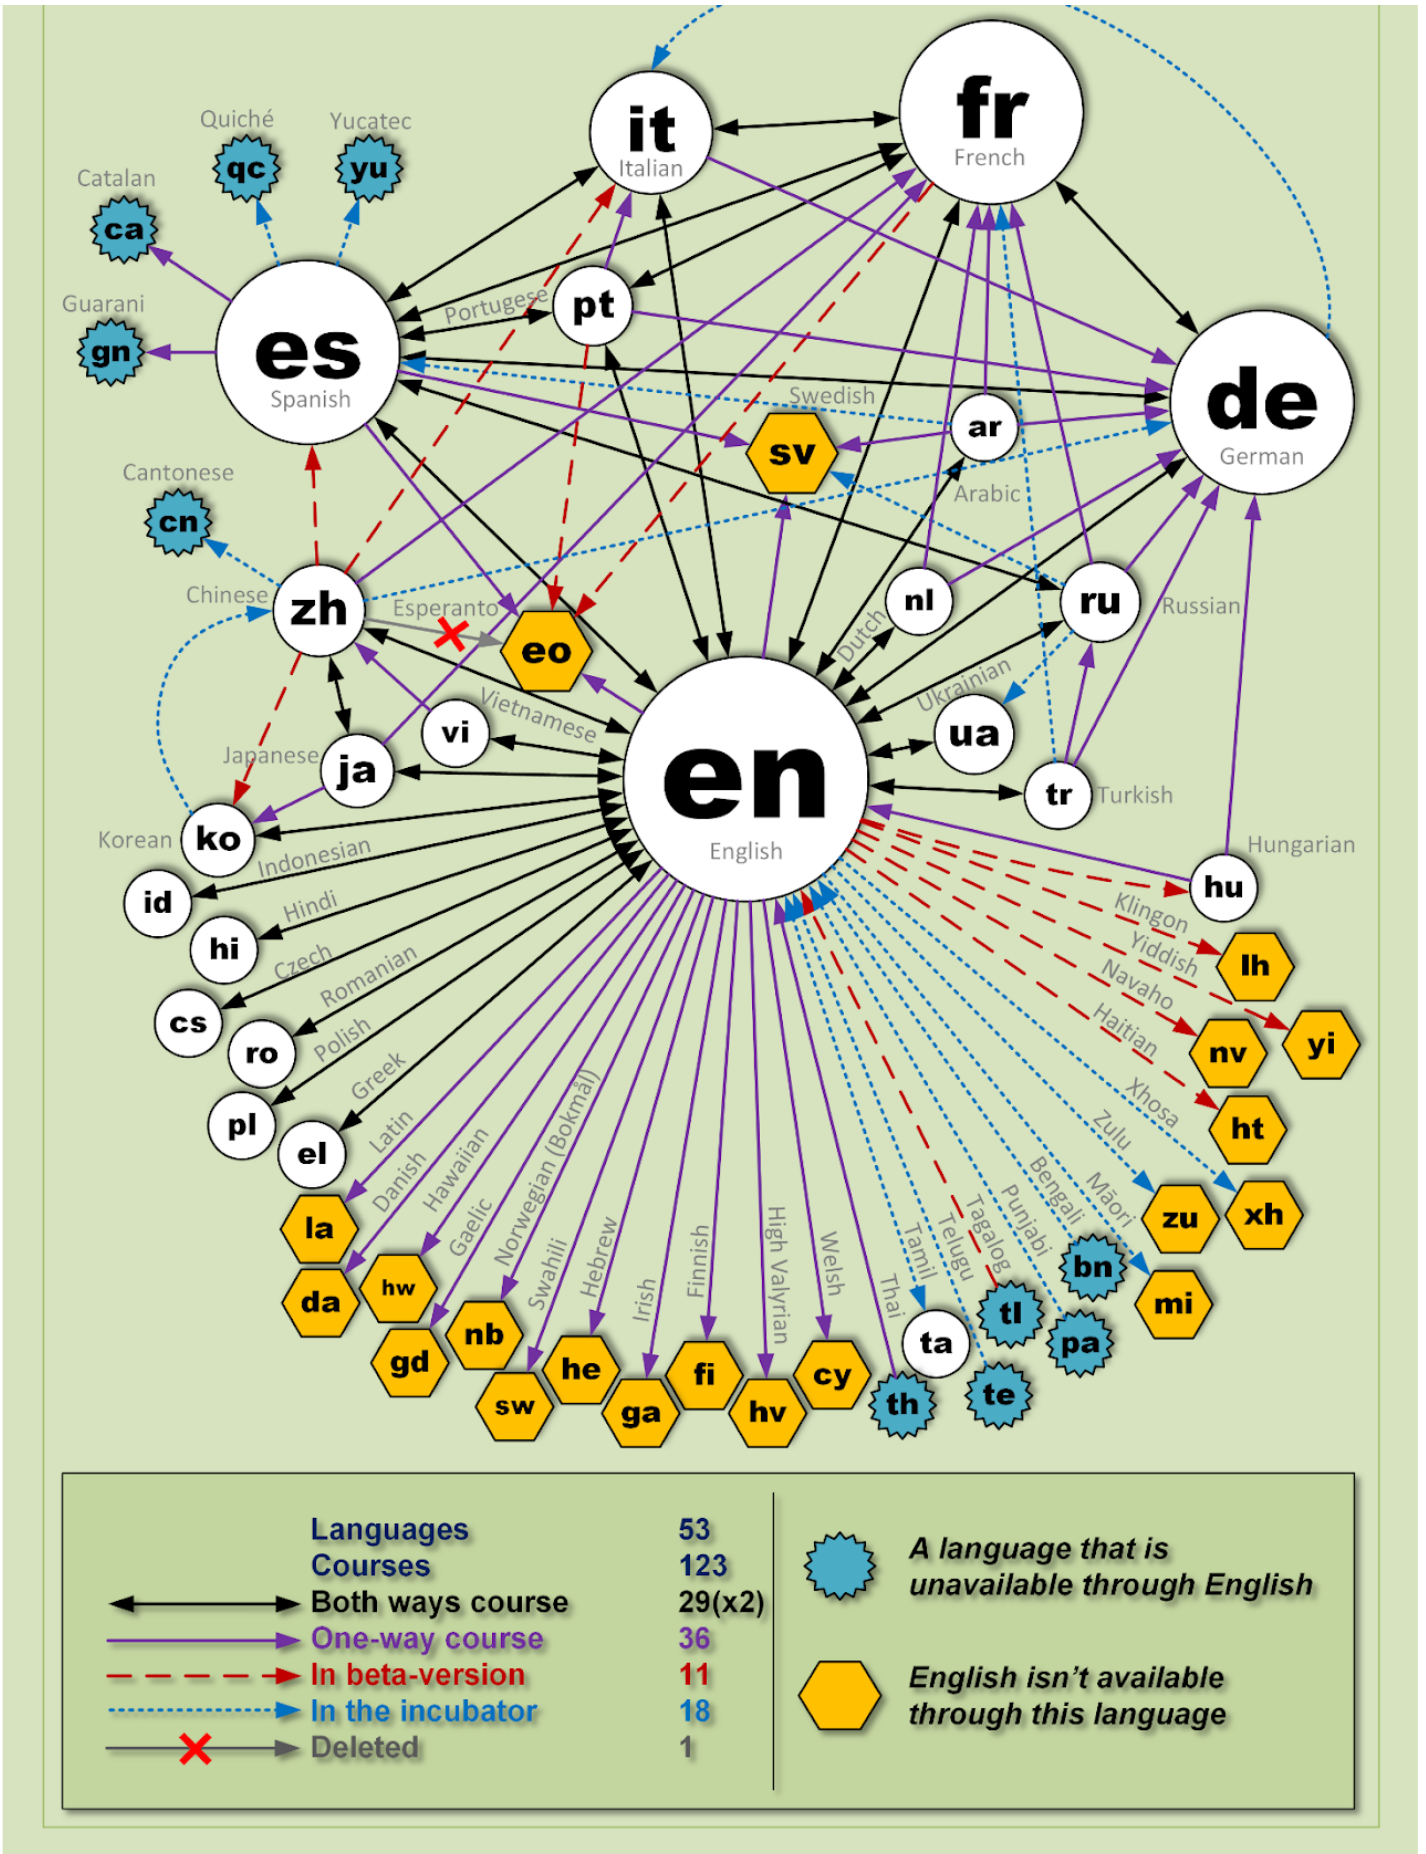 it
Italian
fr
French
Quiché
qc
Yucatec
yu
Catalan
ca
Guarani
gn
es
Spanish
Portugese
pt
de
German
Swedish
sv
ar
Arabic
Cantonese
cn
Chinese
zh
Esperanto
eo
nl
Dutch
ru
Russian
Ukrainian
ua
Vietnamese
vi
Japanese
ja
en
English
tr
Turkish
Korean
ko
Indonesian
id
Hungarian
hu
Hindi
hi
Klingon
lh
Yiddish
yi
Navaho
nv
Haitian
ht
Czech
cs
Romanian
ro
Polish
pl
Greek
el
Latin
la
Danish
da
Hawaiian
hw
Gaelic
gd
Norwegian (Bokmål)
nb
Swahili
sw
Hebrew
he
Irish
ga
Finnish
fi
High Valyrian
hv
Welsh
cy
Thai
th
Tamil
ta
Telugu
te
Tagalog
tl
Punjabi
pa
Bengali
bn
Māori
mi
Zulu
zu
Xhosa
xh
Languages 53
Courses 123
Both ways course 29(x2)
One-way course 36
In beta-version 11
In the incubator 18
Deleted 1
A language that is
unavailable through English
English isn't available
through this language